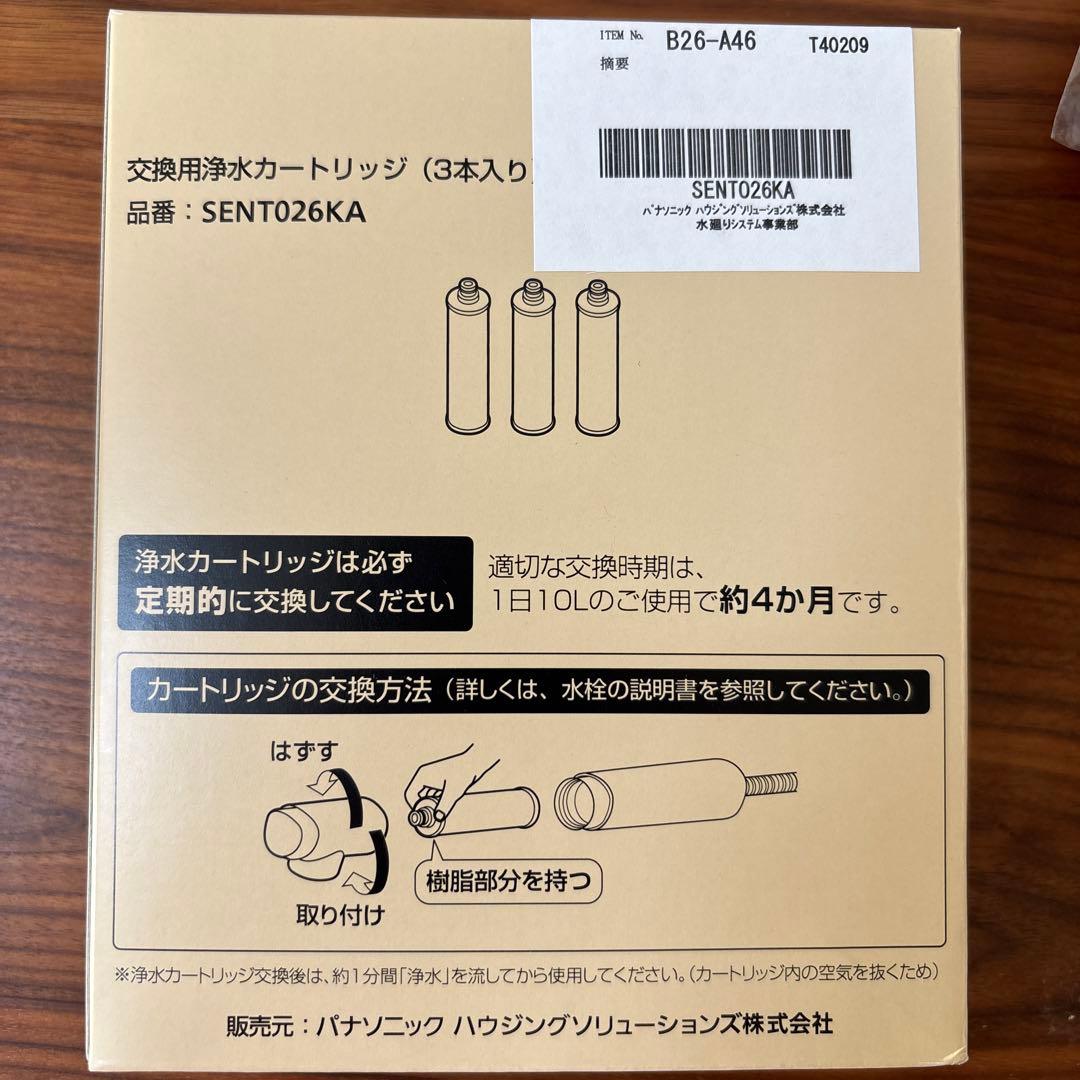 ITEM No. B26-A46 T40209
摘要
SENT026KA
パナソニック ハウジングソリューションズ株式会社
水廻りシステム事業部
交換用浄水カートリッジ（3本入り）
品番：SENT026KA
浄水カートリッジは必ず
定期的に交換してください
適切な交換時期は、
1日10Lのご使用で約4か月です。
カートリッジの交換方法（詳しくは、水栓の説明書を参照してください。）
はずす
樹脂部分を持つ
取り付け
※浄水カートリッジ交換後は、約1分間「浄水」を流してから使用してください。（カートリッジ内の空気を抜くため）
販売元：パナソニック ハウジングソリューションズ株式会社